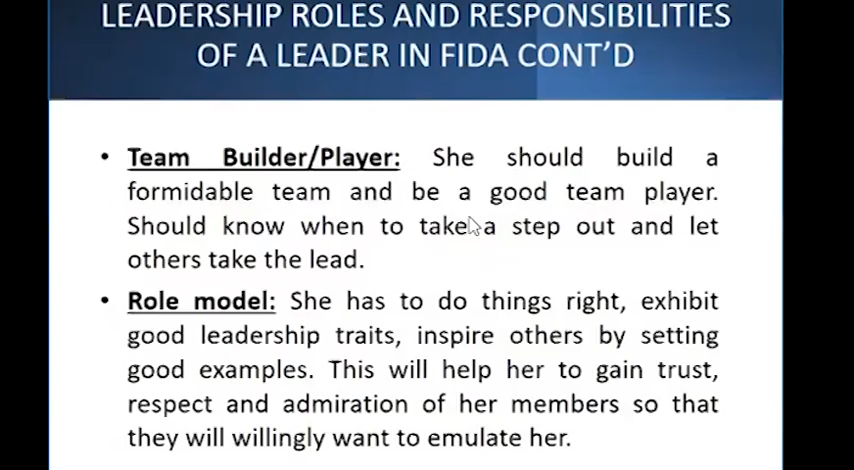 LEADERSHIP ROLES AND RESPONSIBILITIES
OF A LEADER IN FIDA CONT’D
• Team Builder/Player: She should build a
formidable team and be a good team player.
Should know when to take a step out and let
others take the lead.
• Role model: She has to do things right, exhibit
good leadership traits, inspire others by setting
good examples. This will help her to gain trust,
respect and admiration of her members so that
they will willingly want to emulate her.